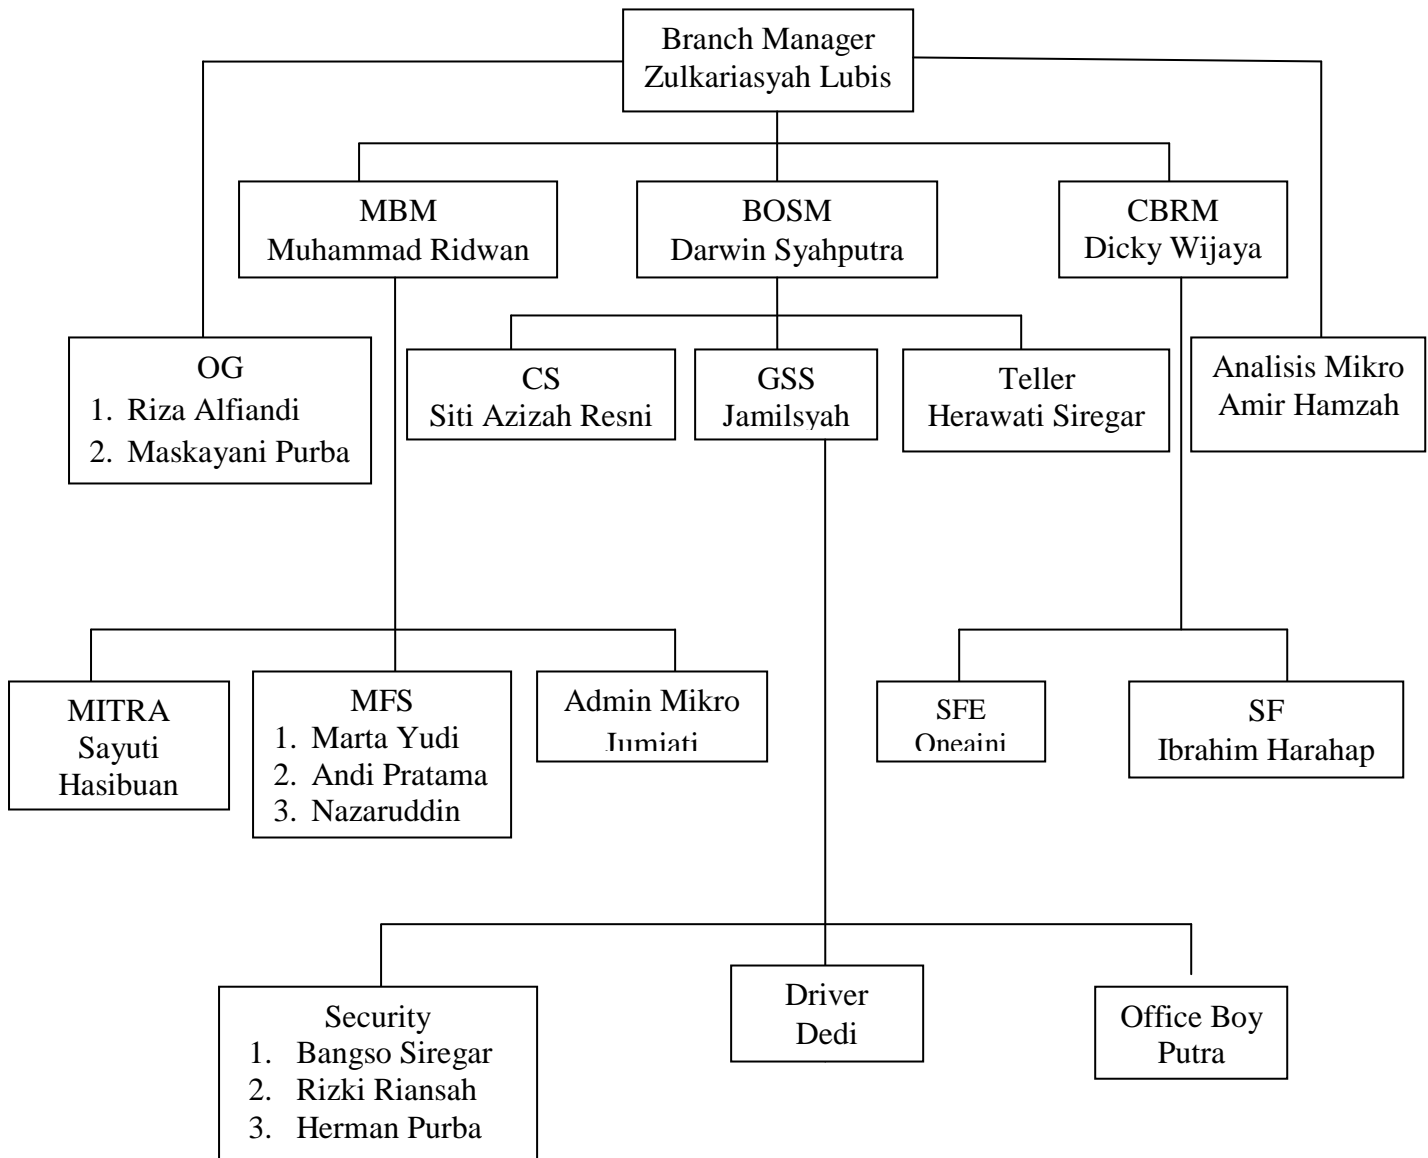 Branch Manager
Zulkariasyah Lubis
MBM
Muhammad Ridwan
BOSM
Darwin Syahputra
CBRM
Dicky Wijaya
OG
1. Riza Alfiandi
2. Maskayani Purba
CS
Siti Azizah Resni
GSS
Jamilsyah
Teller
Herawati Siregar
Analisis Mikro
Amir Hamzah
MITRA
Sayuti
Hasibuan
MFS
1. Marta Yudi
2. Andi Pratama
3. Nazaruddin
Admin Mikro
Jumiati
SFE
Oneaini
SF
Ibrahim Harahap
Security
1. Bangso Siregar
2. Rizki Riansah
3. Herman Purba
Driver
Dedi
Office Boy
Putra